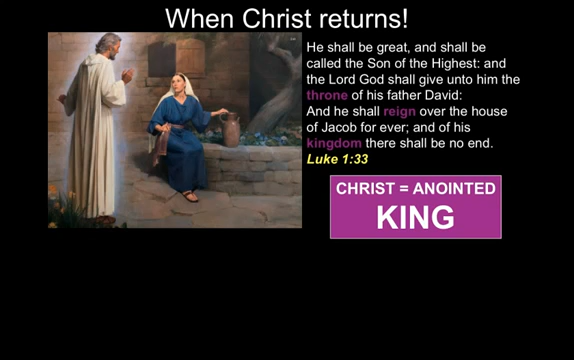 When Christ returns!
He shall be great, and shall be
called the Son of the Highest: and
the Lord God shall give unto him the
throne of his father David:
And he shall reign over the house
of Jacob for ever; and of his
kingdom there shall be no end.
Luke 1:33
CHRIST = ANOINTED
KING